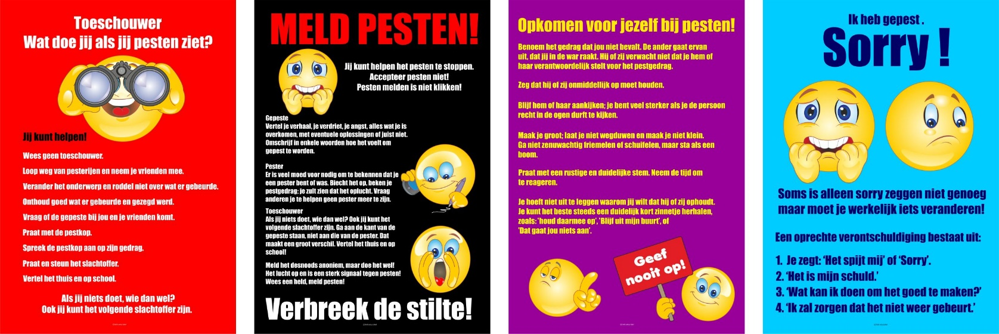 Toeschouwer
Wat doe jij als jij pesten ziet?
Jij kunt helpen!
Wees geen toeschouwer.
Loop weg van pesterijen en neem je vrienden mee.
Verander het onderwerp en roddel niet over wat er gebeurde.
Onthoud goed wat er gebeurde en gezegd werd.
Vraag of de gepeste bij jou en je vrienden komt.
Praat met de pestkop.
Spreek de pestkop aan op zijn gedrag.
Praat en steun het slachtoffer.
Vertel het thuis en op school.
Als jij niets doet, wie dan wel?
Ook jij kunt het volgende slachtoffer zijn.
MELD PESTEN!
Jij kunt helpen het pesten te stoppen.
Accepteer pesten niet!
Pesten melden is niet klikken!
Gepeste
Vertel je verhaal, je verdriet, je angst, alles wat je is
overkomen, met eventuele oplossingen of juist niet.
Omschrijf in enkele woorden hoe het voelt om
gepest te worden.
Pester
Er is veel moed voor nodig om te bekennen dat je
een pester bent of was. Biecht het op, beken je
pestgedrag; je zult zien dat het oplucht. Vraag
anderen je te helpen geen pester meer te zijn.
Toeschouwer
Als jij niets doet, wie dan wel? Ook jij kunt het
volgende slachtoffer zijn. Ga aan de kant van de
gepeste staan, niet aan die van de pester. Dat
maakt een groot verschil. Vertel het thuis en op
school!
Meld het desnoods anoniem, maar doe het wel!
Het lucht op en is een sterk signaal tegen pesten!
Wees een held, meld pesten!
Verbreek de stilte!
Opkomen voor jezelf bij pesten!
Benoem het gedrag dat jou niet bevalt. De ander gaat ervan
uit, dat jij in de war raakt. Hij of zij verwacht niet dat je hem of
haar verantwoordelijk stelt voor het pestgedrag.
Zeg dat hij of zij onmiddellijk op moet houden.
Blijf hem of haar aankijken; je bent veel sterker als je de persoon
recht in de ogen durft te kijken.
Maak je groot; laat je niet wegduwen en maak je niet klein.
Ga niet zenuwachtig friemelen of schuifelen, maar sta als een
boom.
Praat met een rustige en duidelijke stem. Neem de tijd om
te reageren.
Je hoeft niet uit te leggen waarom jij wilt dat hij of zij ophoudt.
Je kunt het beste steeds een duidelijk kort zinnetje herhalen,
zoals: 'houd daarmee op', 'Blijf uit mijn buurt', of
'Dat gaat jou niets aan'.
Geef
nooit op!
Ik heb gepest .
Sorry !
Soms is alleen sorry zeggen niet genoeg
maar moet je werkelijk iets veranderen!
Een oprechte verontschuldiging bestaat uit:
1. Je zegt: ‘Het spijt mij’ of ‘Sorry’.
2. ‘Het is mijn schuld.’
3. ‘Wat kan ik doen om het goed te maken?’
4. ‘Ik zal zorgen dat het niet weer gebeurt.’